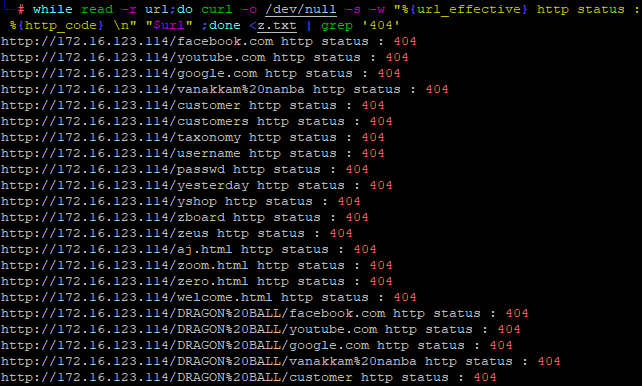 # while read -r url;do curl -o /dev/null -s -w "%{url_effective} http status :
%{http_code} \n" "$url" ;done <z.txt | grep '404'
http://172.16.123.114/facebook.com http status : 404
http://172.16.123.114/youtube.com http status : 404
http://172.16.123.114/google.com http status : 404
http://172.16.123.114/vanakkam%20nanba http status : 404
http://172.16.123.114/customer http status : 404
http://172.16.123.114/customers http status : 404
http://172.16.123.114/taxonomy http status : 404
http://172.16.123.114/username http status : 404
http://172.16.123.114/passwd http status : 404
http://172.16.123.114/yesterday http status : 404
http://172.16.123.114/yshop http status : 404
http://172.16.123.114/zboard http status : 404
http://172.16.123.114/zeus http status : 404
http://172.16.123.114/aj.html http status : 404
http://172.16.123.114/zoom.html http status : 404
http://172.16.123.114/zero.html http status : 404
http://172.16.123.114/welcome.html http status : 404
http://172.16.123.114/DRAGON%20BALL/facebook.com http status : 404
http://172.16.123.114/DRAGON%20BALL/youtube.com http status : 404
http://172.16.123.114/DRAGON%20BALL/google.com http status : 404
http://172.16.123.114/DRAGON%20BALL/vanakkam%20nanba http status : 404
http://172.16.123.114/DRAGON%20BALL/customer http status : 404